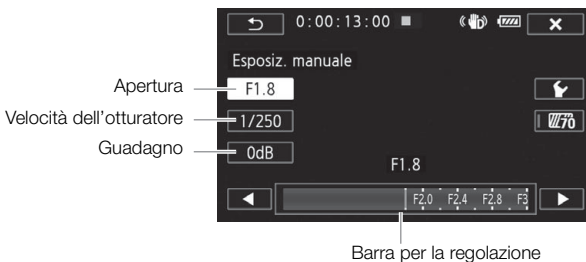 0:00:13:00
Esposiz. manuale
Apertura
F1.8
Velocità dell'otturatore
1/250
70
Guadagno
0dB
F1.8
F2.0 F2.4 F2.8 F3
Barra per la regolazione